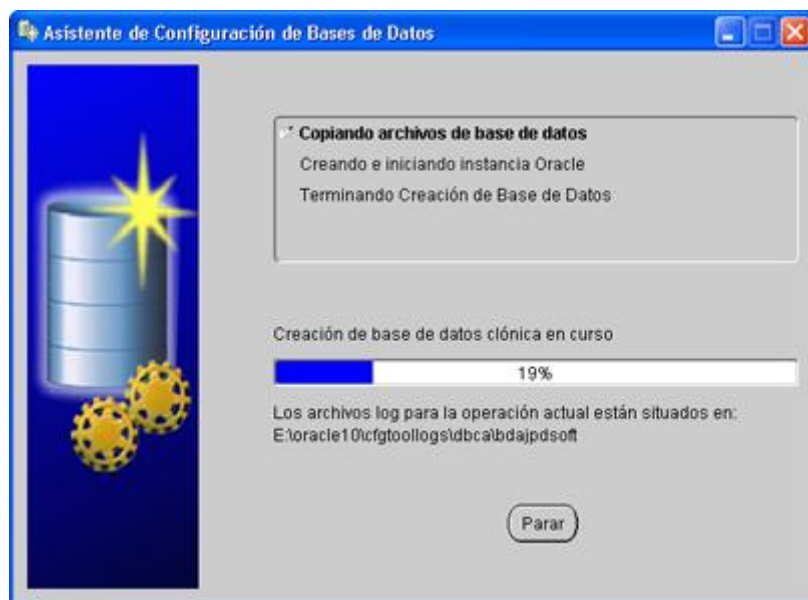 Asistente de Configuración de Bases de Datos
Copiando archivos de base de datos
Creando e iniciando instancia Oracle
Terminando Creación de Base de Datos
Creación de base de datos clónica en curso
19%
Los archivos log para la operación actual están situados en:
E:\oracle10\cfgtoollogs\dbca\bdajpdsoft
Parar